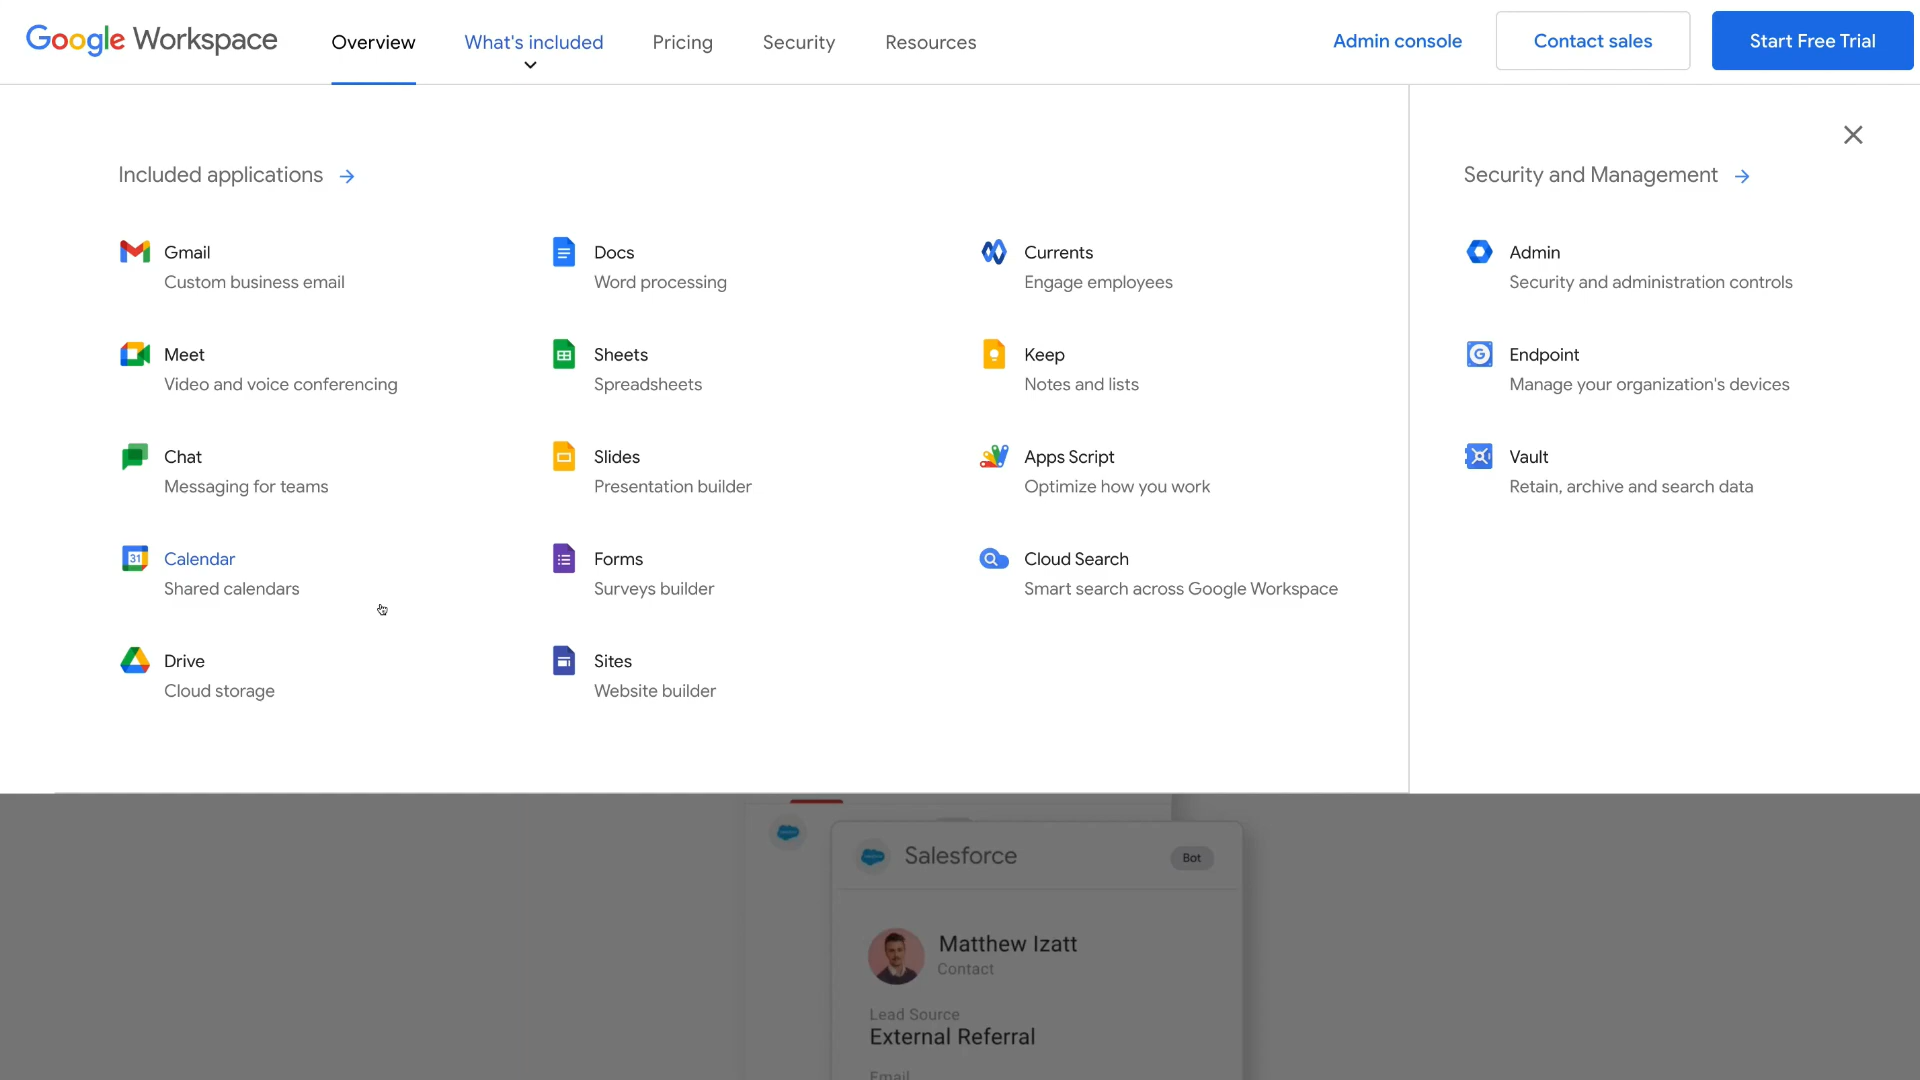 Google Workspace
Overview
What's included
Pricing
Security
Resources
Admin console
Contact sales
Start Free Trial
Included applications
Gmail
Custom business email
Meet
Video and voice conferencing
Chat
Messaging for teams
31
Calendar
Shared calendars
Drive
Cloud storage
Docs
Word processing
Sheets
Spreadsheets
Slides
Presentation builder
Forms
Surveys builder
Sites
Website builder
Currents
Engage employees
Keep
Notes and lists
Apps Script
Optimize how you work
Cloud Search
Smart search across Google Workspace
Security and Management
Admin
Security and administration controls
G
Endpoint
Manage your organization's devices
Vault
Retain, archive and search data
Salesforce
Bot
Matthew Izatt
Contact
Lead Source
External Referral
Email